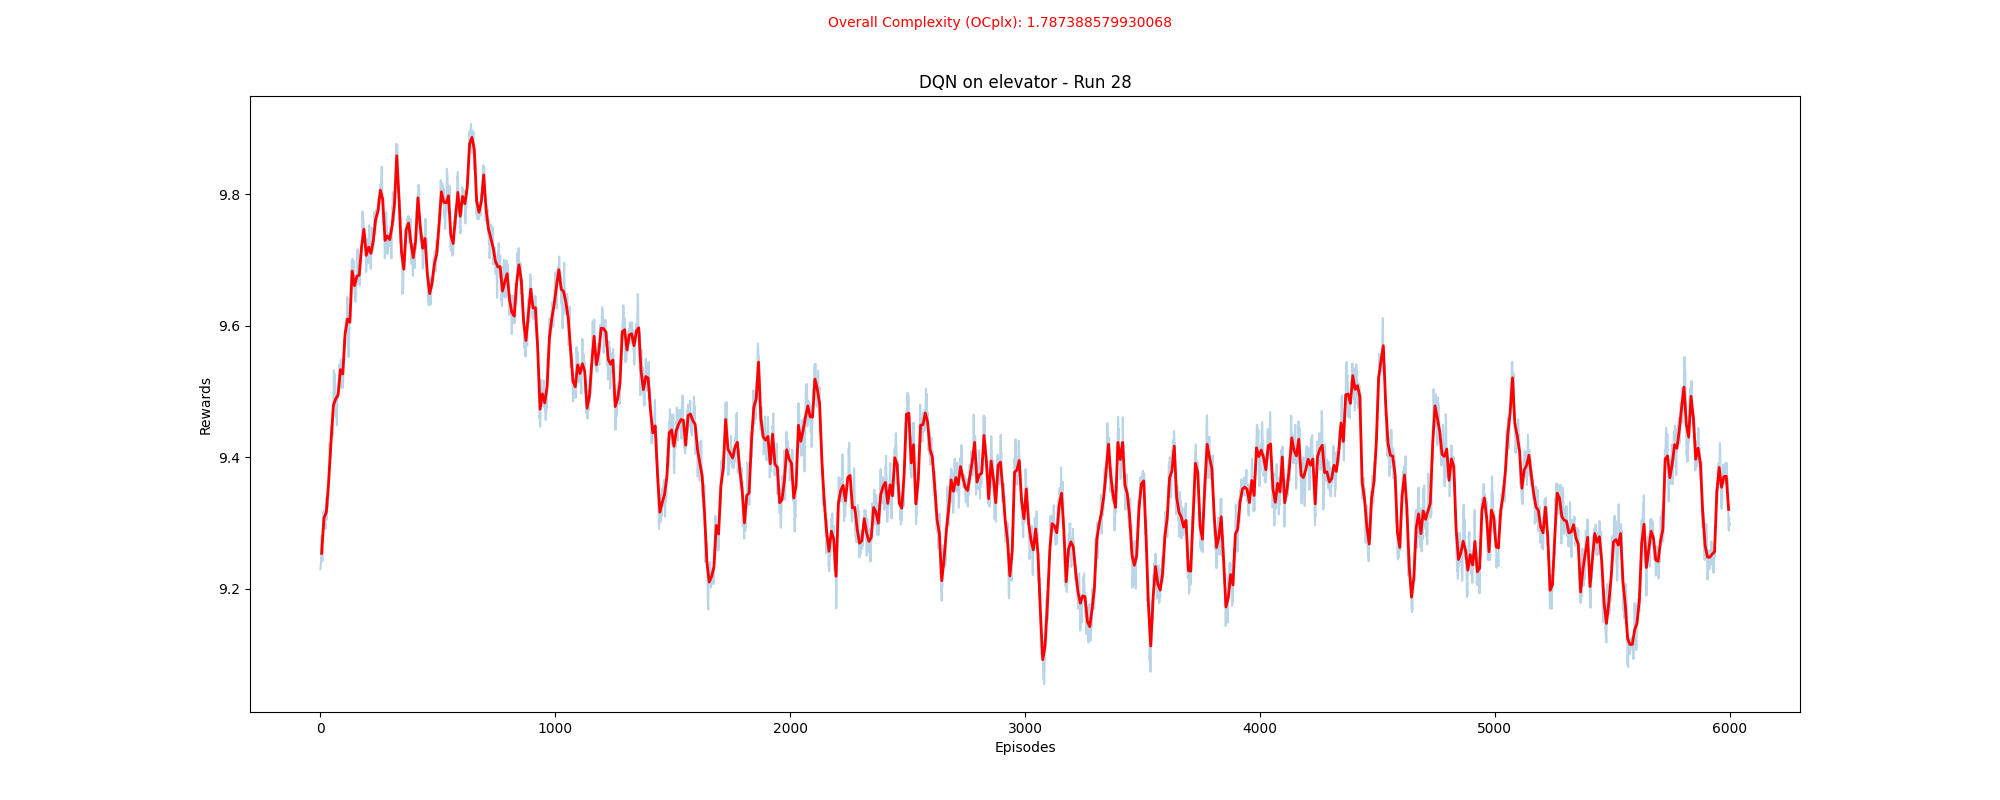 Overall Complexity (OCplx): 1.787388579930068
DQN on elevator - Run 28
9.8
9.6
9.4
9.2
Rewards
0 1000 2000 3000 4000 5000 6000
Episodes